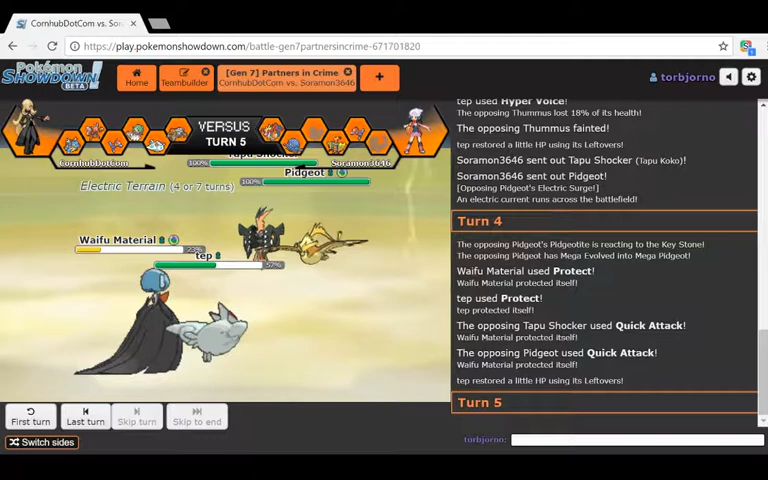 CornhubDotCom vs. Sor
https://play.pokemonshowdown.com/battle-gen7partnersincrime-671701820
Pokémon
SHOWDOWN!
BETA
Home
Teambuilder
[Gen 7] Partners in Crime
CornhubDotCom vs. Soramon3646
torbjorno
VERSUS
TURN 5
CornhubDotCom
Soramon3646
Tapu Shocker
100%
Pidgeot
100%
Electric Terrain (4 or 7 turns)
Waifu Material
23%
tep
57%
First turn
Last turn
Skip turn
Skip to end
Switch sides
tep used Hyper Voice!
The opposing Thummus lost 18% of its health!
The opposing Thummus fainted!
tep restored a little HP using its Leftovers!
Soramon3646 sent out Tapu Shocker (Tapu Koko)!
Soramon3646 sent out Pidgeot!
[Opposing Pidgeot's Electric Surge!]
An electric current runs across the battlefield!
Turn 4
The opposing Pidgeot's Pidgeotite is reacting to the Key Stone!
The opposing Pidgeot has Mega Evolved into Mega Pidgeot!
Waifu Material used Protect!
Waifu Material protected itself!
tep used Protect!
tep protected itself!
The opposing Tapu Shocker used Quick Attack!
Waifu Material protected itself!
The opposing Pidgeot used Quick Attack!
Waifu Material protected itself!
tep restored a little HP using its Leftovers!
Turn 5
torbjorno: